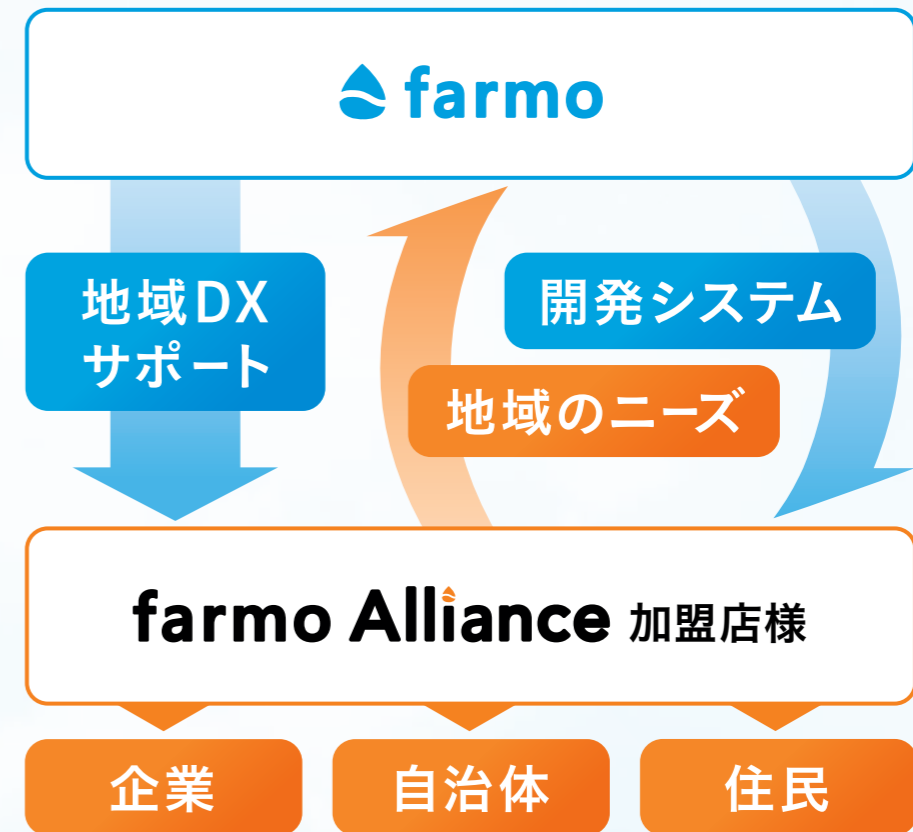 farmo
地域DX
サポート
開発システム
地域のニーズ
farmo Alliance 加盟店様
企業
自治体
住民